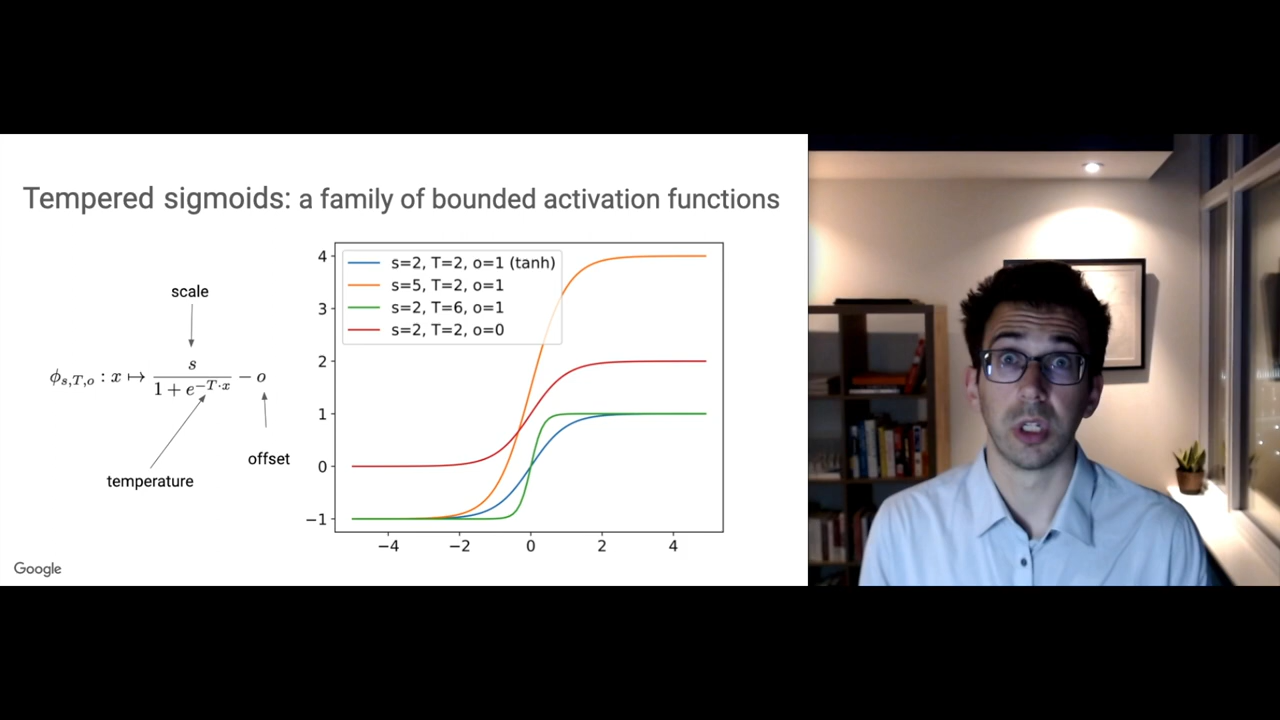 Tempered sigmoids: a family of bounded activation functions
scale
ϕ_{s,T,o} : x ↦ s / (1 + e^{−T·x}) − o
temperature
offset
s=2, T=2, o=1 (tanh)
s=5, T=2, o=1
s=2, T=6, o=1
s=2, T=2, o=0
4
3
2
1
0
−1
−4 −2 0 2 4
Google